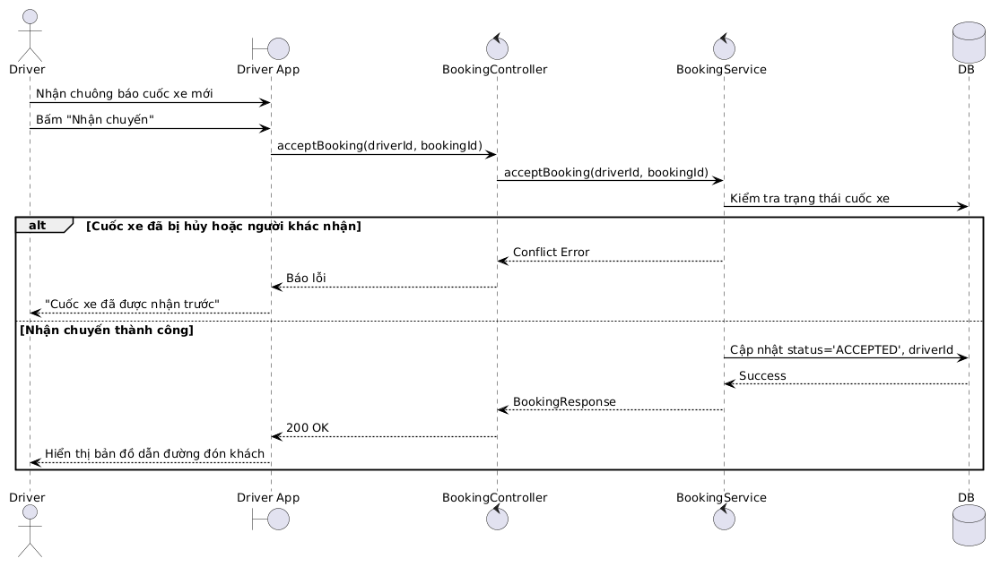 Driver
Driver App
BookingController
BookingService
DB
Nhận chuông báo cuốc xe mới
Bấm "Nhận chuyến"
acceptBooking(driverId, bookingId)
acceptBooking(driverId, bookingId)
Kiểm tra trạng thái cuốc xe
alt [Cuốc xe đã bị hủy hoặc người khác nhận]
Conflict Error
Báo lỗi
"Cuốc xe đã được nhận trước"
[Nhận chuyến thành công]
Cập nhật status='ACCEPTED', driverId
Success
BookingResponse
200 OK
Hiển thị bản đồ dẫn đường đón khách
Driver
Driver App
BookingController
BookingService
DB